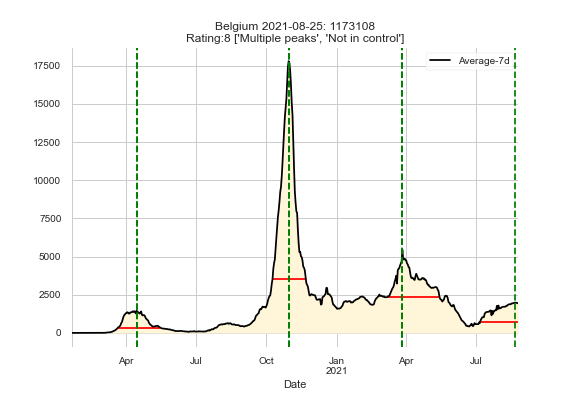 Belgium 2021-08-25: 1173108
Rating:8 ['Multiple peaks', 'Not in control']
Average-7d
17500
15000
12500
10000
7500
5000
2500
0
Apr
Jul
Oct
Jan
2021
Apr
Jul
Date